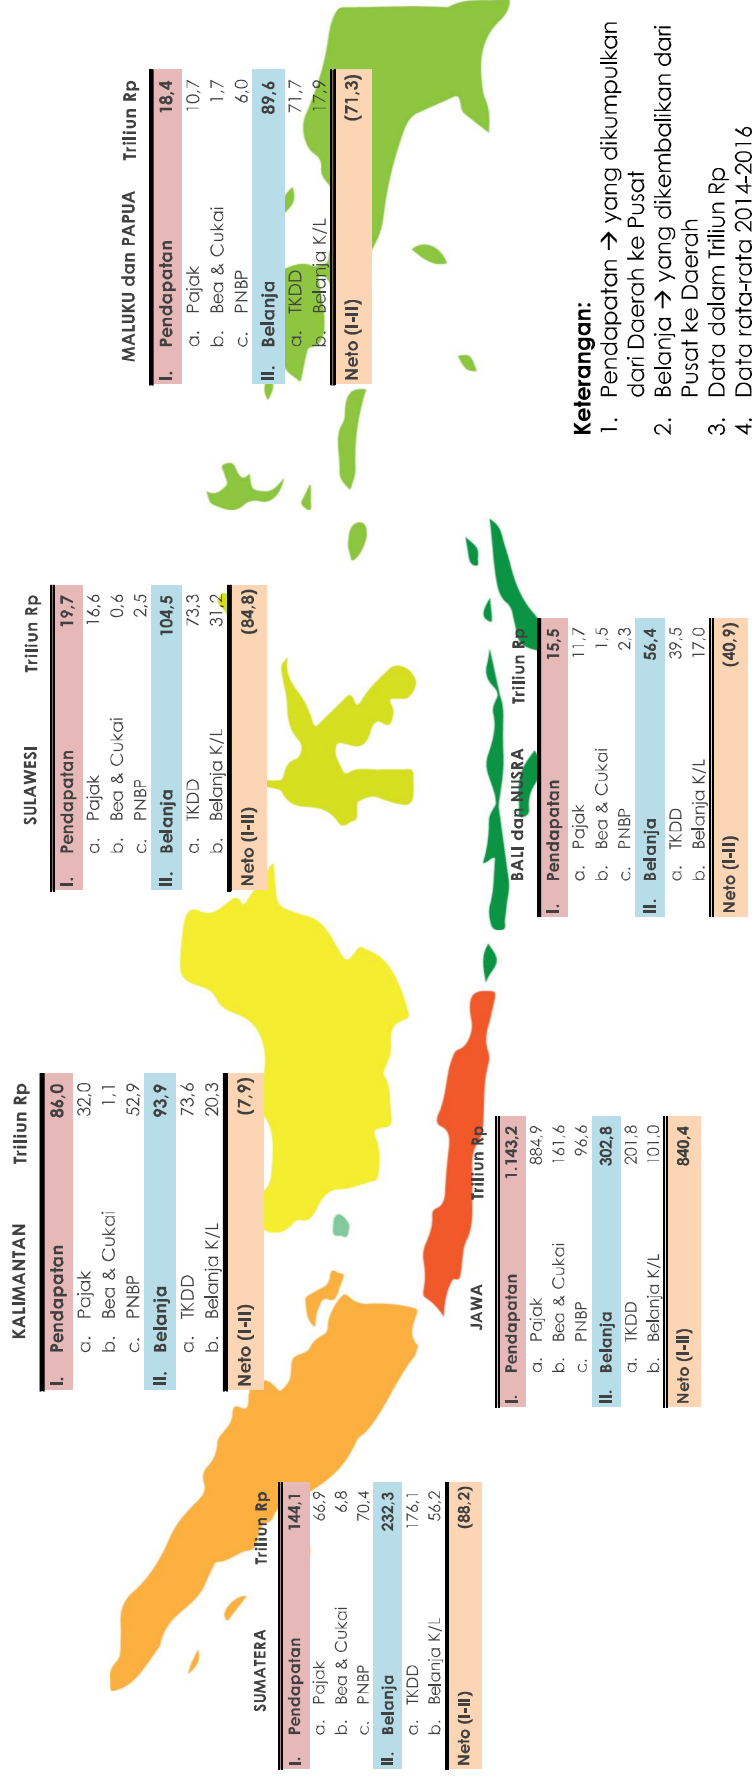 KALIMANTAN Triliun Rp
I. Pendapatan 86,0
a. Pajak 32,0
b. Bea & Cukai 1,1
c. PNBP 52,9
II. Belanja 93,9
a. TKDD 73,6
b. Belanja K/L 20,3
Neto (I-II) (7,9)
SULAWESI Triliun Rp
I. Pendapatan 19,7
a. Pajak 16,6
b. Bea & Cukai 0,6
c. PNBP 2,5
II. Belanja 104,5
a. TKDD 73,3
b. Belanja K/L 31,2
Neto (I-II) (84,8)
MALUKU dan PAPUA Triliun Rp
I. Pendapatan 18,4
a. Pajak 10,7
b. Bea & Cukai 1,7
c. PNBP 6,0
II. Belanja 89,6
a. TKDD 71,7
b. Belanja K/L 17,9
Neto (I-II) (71,3)
SUMATERA Triliun Rp
I. Pendapatan 144,1
a. Pajak 66,9
b. Bea & Cukai 6,8
c. PNBP 70,4
II. Belanja 232,3
a. TKDD 176,1
b. Belanja K/L 56,2
Neto (I-II) (88,2)
JAWA Triliun Rp
I. Pendapatan 1.143,2
a. Pajak 884,9
b. Bea & Cukai 161,6
c. PNBP 96,6
II. Belanja 302,8
a. TKDD 201,8
b. Belanja K/L 101,0
Neto (I-II) 840,4
BALI dan NUSRA Triliun Rp
I. Pendapatan 15,5
a. Pajak 11,7
b. Bea & Cukai 1,5
c. PNBP 2,3
II. Belanja 56,4
a. TKDD 39,5
b. Belanja K/L 17,0
Neto (I-II) (40,9)
Keterangan:
1. Pendapatan → yang dikumpulkan
dari Daerah ke Pusat
2. Belanja → yang dikembalikan dari
Pusat ke Daerah
3. Data dalam Triliun Rp
4. Data rata-rata 2014-2016